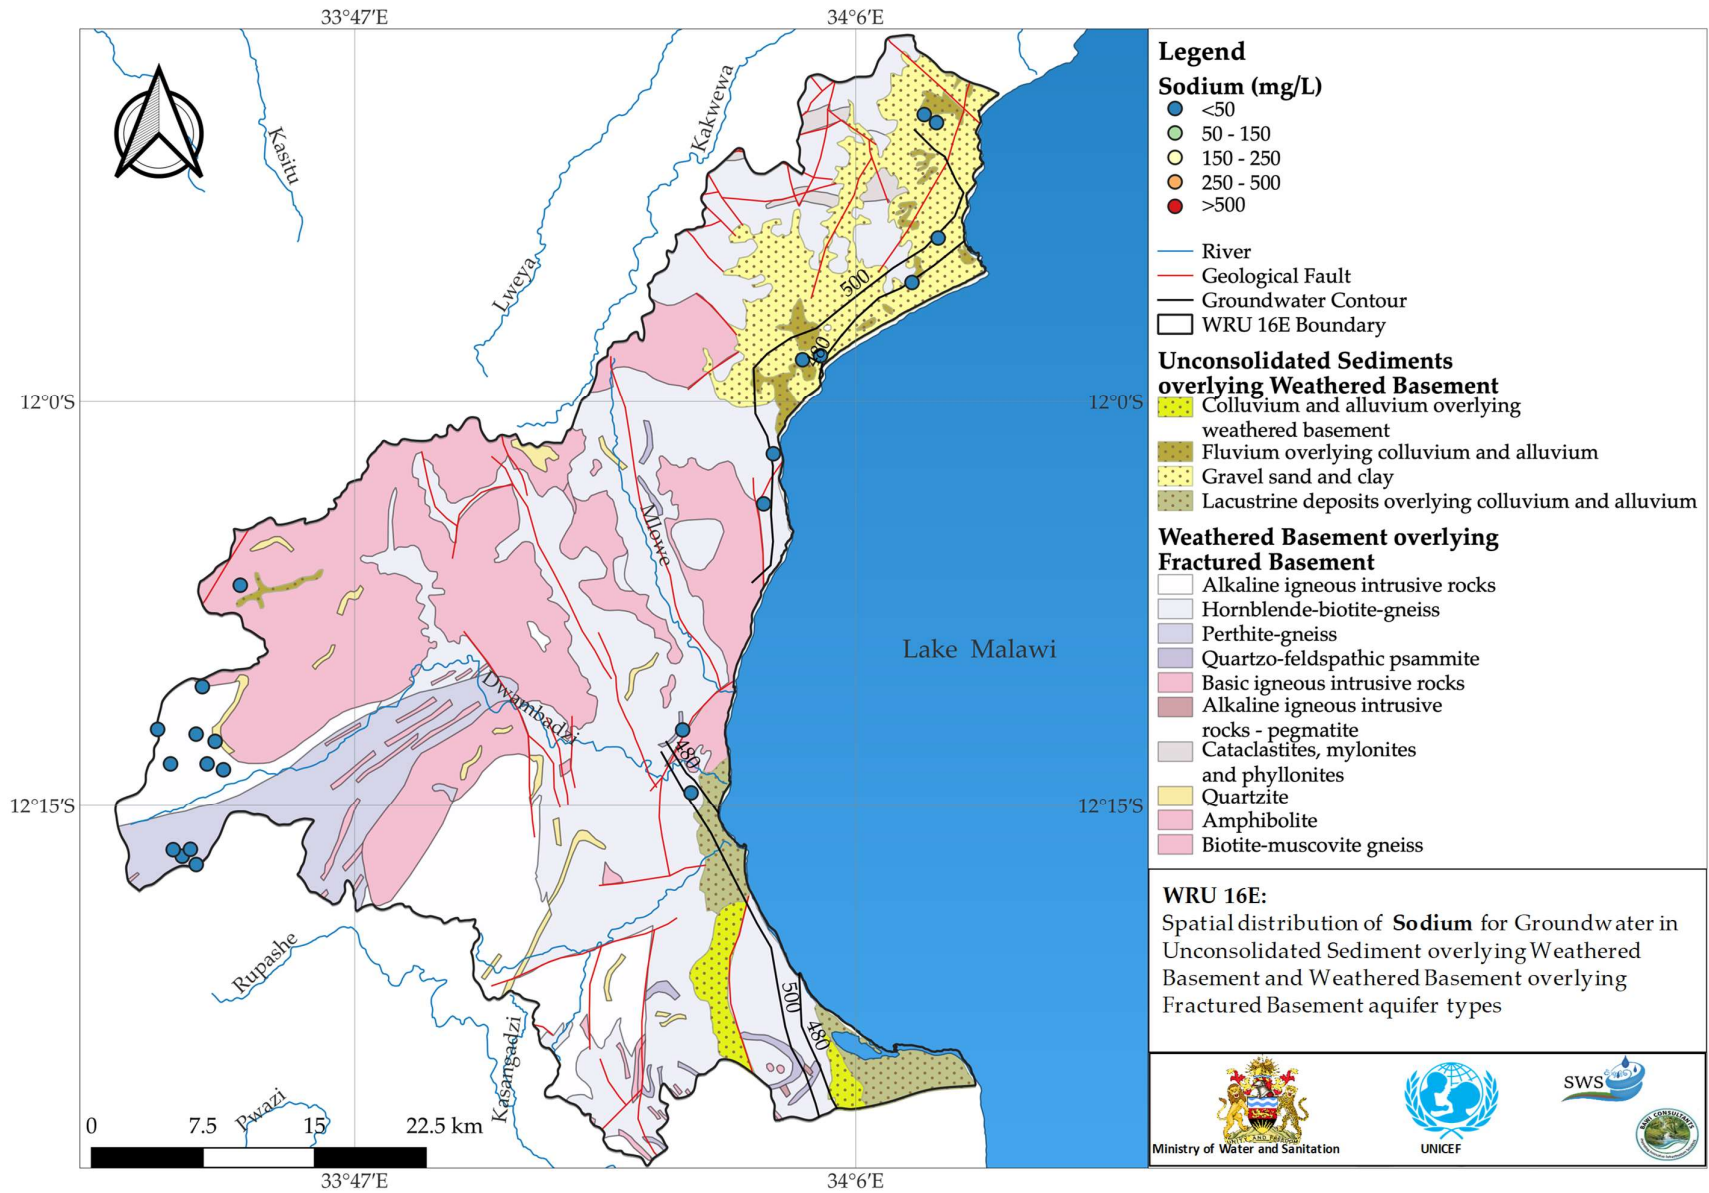 33°47′E
34°6′E
Kasitu
Kakwewa
Lweya
500
480
12°0′S
12°0′S
Mlowe
Lake Malawi
Dwambadzi
480
12°15′S
12°15′S
Rupashe
500
480
Kasangadzi
Pwazi
0
7.5
15
22.5 km
33°47′E
34°6′E
Legend
Sodium (mg/L)
<50
50 - 150
150 - 250
250 - 500
>500
River
Geological Fault
Groundwater Contour
WRU 16E Boundary
Unconsolidated Sediments
overlying Weathered Basement
Colluvium and alluvium overlying
weathered basement
Fluvium overlying colluvium and alluvium
Gravel sand and clay
Lacustrine deposits overlying colluvium and alluvium
Weathered Basement overlying
Fractured Basement
Alkaline igneous intrusive rocks
Hornblende-biotite-gneiss
Perthite-gneiss
Quartzo-feldspathic psammite
Basic igneous intrusive rocks
Alkaline igneous intrusive
rocks - pegmatite
Cataclastites, mylonites
and phyllonites
Quartzite
Amphibolite
Biotite-muscovite gneiss
WRU 16E:
Spatial distribution of Sodium for Groundwater in
Unconsolidated Sediment overlying Weathered
Basement and Weathered Basement overlying
Fractured Basement aquifer types
UNITY AND FREEDOM
Ministry of Water and Sanitation
UNICEF
SWS
BAWI CONSULTANTS